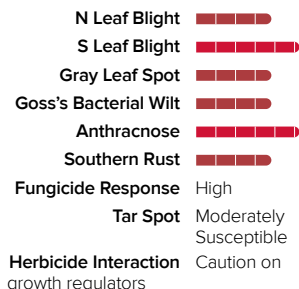 N Leaf Blight
S Leaf Blight
Gray Leaf Spot
Goss's Bacterial Wilt
Anthracnose
Southern Rust
Fungicide Response High
Tar Spot Moderately
Susceptible
Herbicide Interaction Caution on
growth regulators